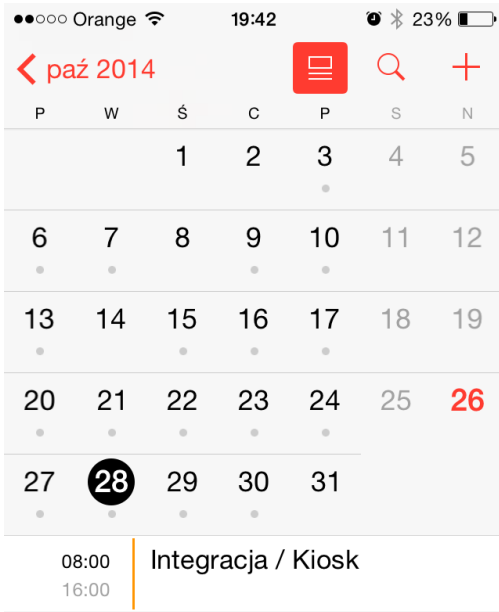 Orange 19:42 23%
paź 2014
P W Ś C P S N
1 2 3 4 5
6 7 8 9 10 11 12
13 14 15 16 17 18 19
20 21 22 23 24 25 26
27 28 29 30 31
08:00 Integracja / Kiosk
16:00